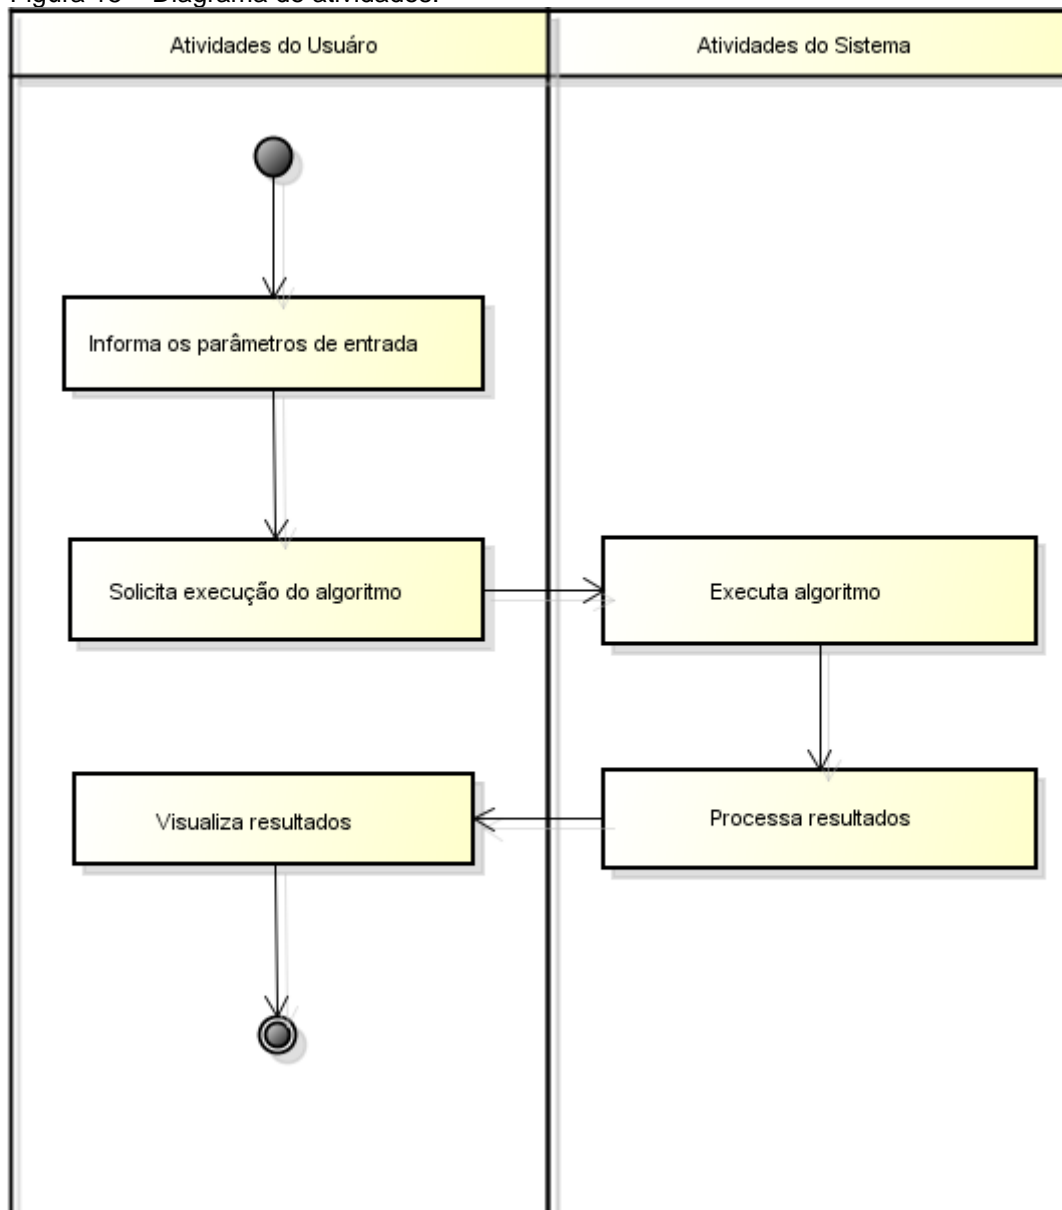 Diagrama de atividades.
Atividades do Usuáro
Atividades do Sistema
Informa os parâmetros de entrada
Solicita execução do algoritmo
Executa algoritmo
Visualiza resultados
Processa resultados